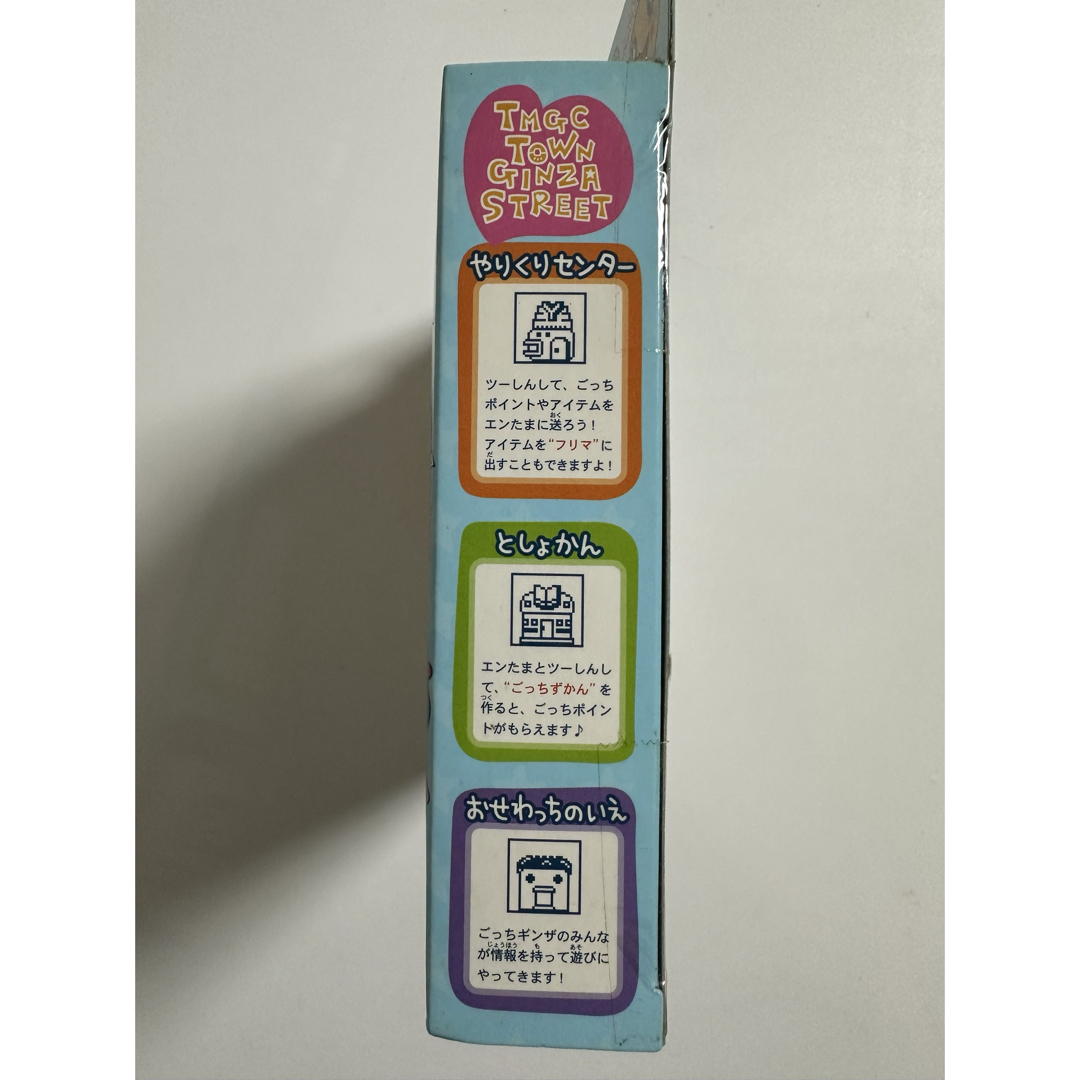 TMGC
TOWN
GINZA
STREET
やりくりセンター
ツーしんして、ごっち
ポイントやアイテムを
エンたまに送ろう!
アイテムを“フリマ”に
出すこともできますよ!
としょかん
エンたまとツーしんし
て、“ごっちずかん”を
作ると、ごっちポイン
トがもらえます♪
おせわっちのいえ
ごっちギンザのみんな
が情報を持って遊びに
やってきます!